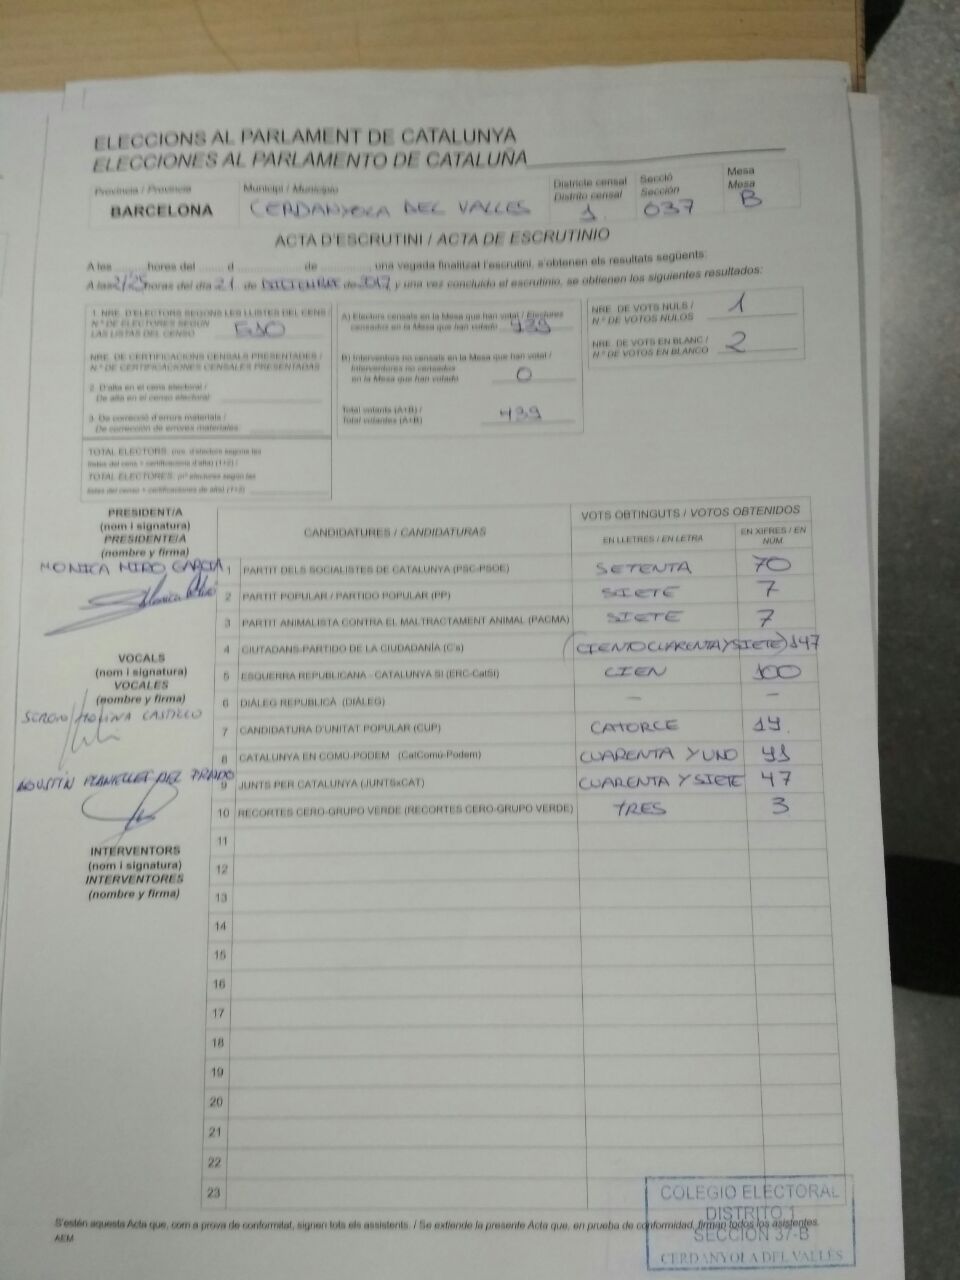 ELECCIONS AL PARLAMENT DE CATALUNYA
ELECCIONES AL PARLAMENTO DE CATALUÑA
Província / Provincia
BARCELONA
Municipi / Municipio
CERDANYOLA DEL VALLES
Districte censal
Distrito censal
1
Secció
Sección
037
Mesa
Mesa
B
ACTA D'ESCRUTINI / ACTA DE ESCRUTINIO
A les ...... hores del ........ d .................... de .............., una vegada finalitzat l'escrutini, s'obtenen els resultats següents:
A las horas del día 21 de DICIEMBRE de 2017 y una vez concluido el escrutinio, se obtienen los siguientes resultados:
1. NRE. D'ELECTORS SEGONS LES LLISTES DEL CENS /
N.º DE ELECTORES SEGÚN
LAS LISTAS DEL CENSO
NRE. DE CERTIFICACIONS CENSALS PRESENTADES /
N.º DE CERTIFICACIONES CENSALES PRESENTADAS
2. D'alta en el cens electoral /
De alta en el censo electoral
3. De correcció d'errors materials /
De corrección de errores materiales
TOTAL ELECTORS. (nre. d'electors segons les
llistes del cens + certificacions d'alta) (1+2) /
TOTAL ELECTORES. (nº electores según las
listas del censo + certificaciones de alta) (1+2)
A) Electors censats en la Mesa que han votat / Electores
censados en la Mesa que han votado 439
B) Interventors no censats en la Mesa que han votat /
Interventores no censados
en la Mesa que han votado 0
Total votants (A+B) /
Total votantes (A+B) 439
NRE. DE VOTS NULS /
N.º DE VOTOS NULOS 1
NRE. DE VOTS EN BLANC /
N.º DE VOTOS EN BLANCO 2
PRESIDENT/A
(nom i signatura)
PRESIDENTE/A
(nombre y firma)
MONICA MIRO GARCIA
VOCALS
(nom i signatura)
VOCALES
(nombre y firma)
SERGIO MOLINA CASTILLO
AGUSTÍN DEL PRADO
INTERVENTORS
(nom i signatura)
INTERVENTORES
(nombre y firma)
CANDIDATURES / CANDIDATURAS
VOTS OBTINGUTS / VOTOS OBTENIDOS
EN LLETRES / EN LETRA
EN XIFRES / EN NÚM.
1 PARTIT DELS SOCIALISTES DE CATALUNYA (PSC-PSOE) SETENTA 70
2 PARTIT POPULAR / PARTIDO POPULAR (PP) SIETE 7
3 PARTIT ANIMALISTA CONTRA EL MALTRACTAMENT ANIMAL (PACMA) SIETE 7
4 CIUTADANS-PARTIDO DE LA CIUDADANÍA (C's) (CIENTOCUARENTAYSIETE) 147
5 ESQUERRA REPUBLICANA - CATALUNYA SÍ (ERC-CatSí) CIEN 100
6 DIÀLEG REPUBLICÀ (DIÀLEG) - -
7 CANDIDATURA D'UNITAT POPULAR (CUP) CATORCE 14
8 CATALUNYA EN COMÚ-PODEM (CatComú-Podem) CUARENTA Y UNO 41
9 JUNTS PER CATALUNYA (JUNTSxCAT) CUARENTA Y SIETE 47
10 RECORTES CERO-GRUPO VERDE (RECORTES CERO-GRUPO VERDE) TRES 3
11
12
13
14
15
16
17
18
19
20
21
22
23
S'estén aquesta Acta que, com a prova de conformitat, signen tots els assistents. / Se extiende la presente Acta que, en prueba de conformidad, firman todos los asistentes.
AEM
COLEGIO ELECTORAL
DISTRITO 1
SECCION 37-B
CERDANYOLA DEL VALLÈS